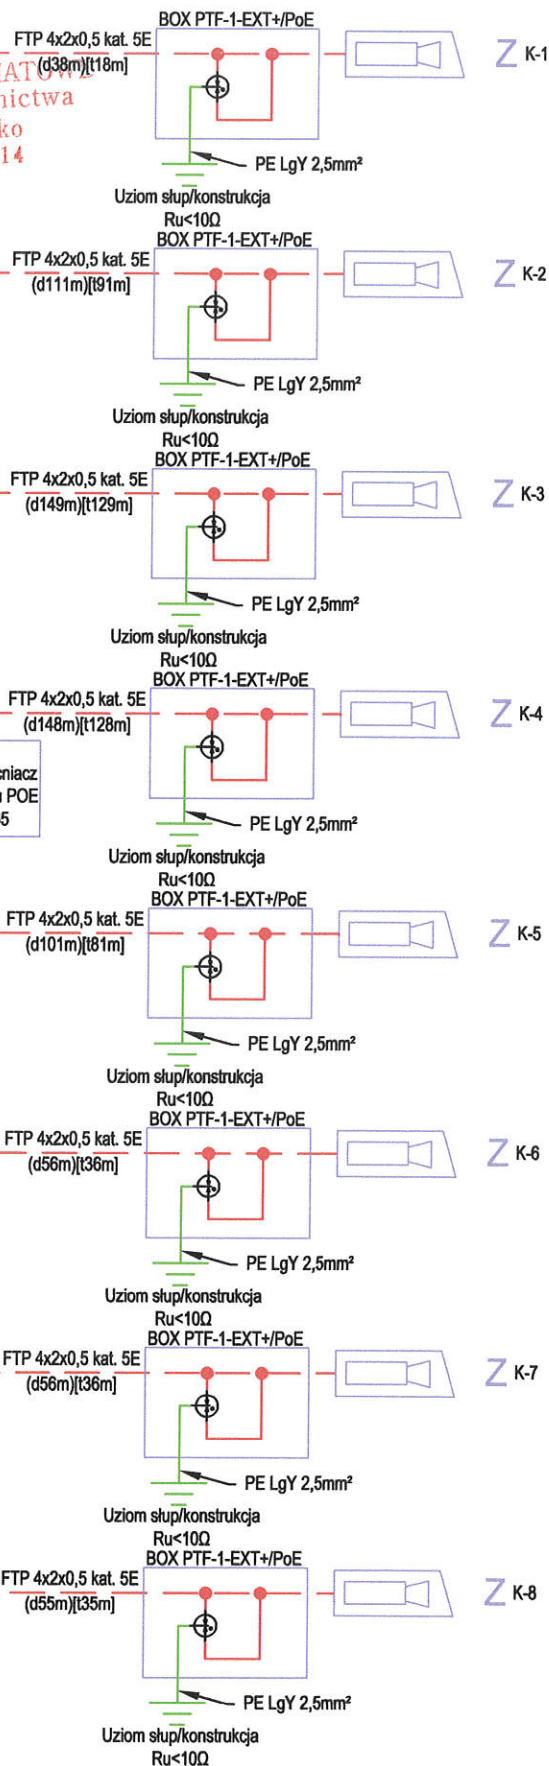 BOX PTF-1-EXT+/PoE
FTP 4x2x0,5 kat. 5E
(d38m)[t18m]
Z K-1
nictwa
ko
14
PE LgY 2,5mm²
Uziom słup/konstrukcja
Ru<10Ω
BOX PTF-1-EXT+/PoE
FTP 4x2x0,5 kat. 5E
(d111m)[t91m]
Z K-2
PE LgY 2,5mm²
Uziom słup/konstrukcja
Ru<10Ω
BOX PTF-1-EXT+/PoE
FTP 4x2x0,5 kat. 5E
(d149m)[t129m]
Z K-3
PE LgY 2,5mm²
Uziom słup/konstrukcja
Ru<10Ω
BOX PTF-1-EXT+/PoE
FTP 4x2x0,5 kat. 5E
(d148m)[t128m]
Z K-4
cniacz
POE
5
PE LgY 2,5mm²
Uziom słup/konstrukcja
Ru<10Ω
BOX PTF-1-EXT+/PoE
FTP 4x2x0,5 kat. 5E
(d101m)[t81m]
Z K-5
PE LgY 2,5mm²
Uziom słup/konstrukcja
Ru<10Ω
BOX PTF-1-EXT+/PoE
FTP 4x2x0,5 kat. 5E
(d56m)[t36m]
Z K-6
PE LgY 2,5mm²
Uziom słup/konstrukcja
Ru<10Ω
BOX PTF-1-EXT+/PoE
FTP 4x2x0,5 kat. 5E
(d56m)[t36m]
Z K-7
PE LgY 2,5mm²
Uziom słup/konstrukcja
Ru<10Ω
BOX PTF-1-EXT+/PoE
FTP 4x2x0,5 kat. 5E
(d55m)[t35m]
Z K-8
PE LgY 2,5mm²
Uziom słup/konstrukcja
Ru<10Ω